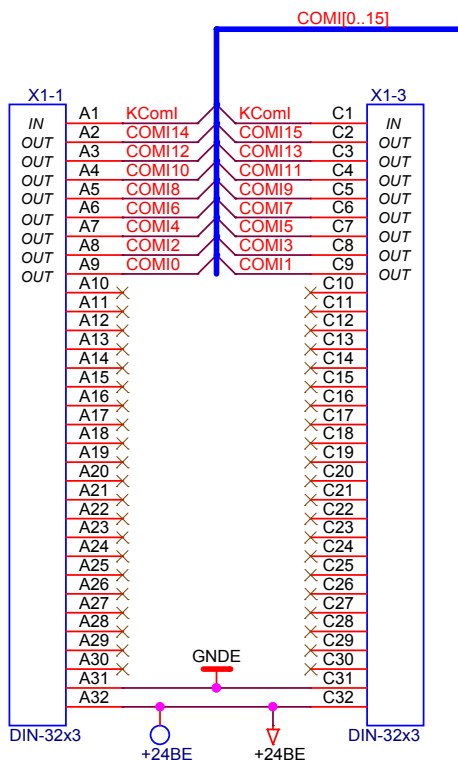 COMI[0..15]
X1-1 X1-3
A1 KComI KComI C1
IN IN
A2 COMI14 COMI15 C2
OUT OUT
A3 COMI12 COMI13 C3
OUT OUT
A4 COMI10 COMI11 C4
OUT OUT
A5 COMI8 COMI9 C5
OUT OUT
A6 COMI6 COMI7 C6
OUT OUT
A7 COMI4 COMI5 C7
OUT OUT
A8 COMI2 COMI3 C8
OUT OUT
A9 COMI0 COMI1 C9
OUT OUT
A10 C10
A11 C11
A12 C12
A13 C13
A14 C14
A15 C15
A16 C16
A17 C17
A18 C18
A19 C19
A20 C20
A21 C21
A22 C22
A23 C23
A24 C24
A25 C25
A26 C26
A27 C27
A28 C28
A29 C29
A30 C30
GNDE
A31 C31
A32 C32
DIN-32x3 DIN-32x3
+24BE +24BE